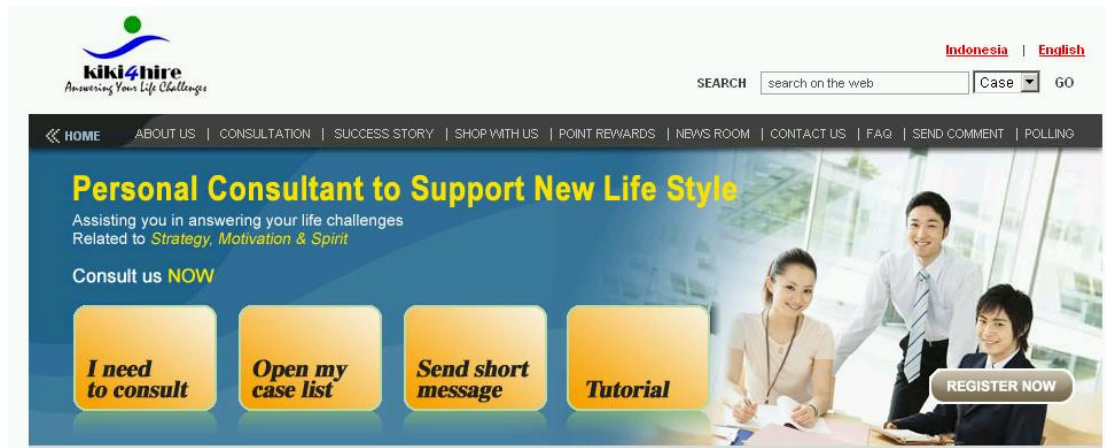 kiki4hire
Answering Your Life Challenges
Indonesia | English
SEARCH search on the web Case GO
HOME ABOUT US | CONSULTATION | SUCCESS STORY | SHOP WITH US | POINT REWARDS | NEWS ROOM | CONTACT US | FAQ | SEND COMMENT | POLLING
Personal Consultant to Support New Life Style
Assisting you in answering your life challenges
Related to Strategy, Motivation & Spirit
Consult us NOW
I need
to consult
Open my
case list
Send short
message
Tutorial
REGISTER NOW